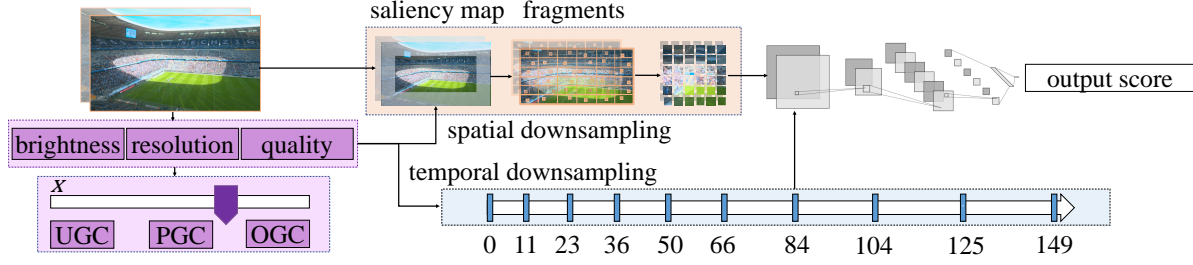 saliency map fragments
output score
spatial downsampling
brightness resolution quality
temporal downsampling
x
UGC PGC OGC
0 11 23 36 50 66 84 104 125 149